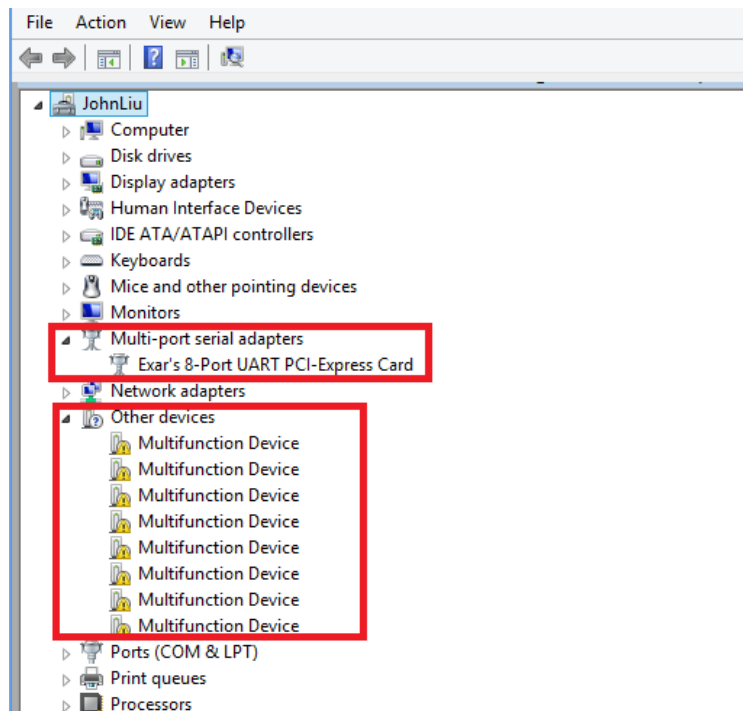 File Action View Help
JohnLiu
Computer
Disk drives
Display adapters
Human Interface Devices
IDE ATA/ATAPI controllers
Keyboards
Mice and other pointing devices
Monitors
Multi-port serial adapters
Exar's 8-Port UART PCI-Express Card
Network adapters
Other devices
Multifunction Device
Multifunction Device
Multifunction Device
Multifunction Device
Multifunction Device
Multifunction Device
Multifunction Device
Multifunction Device
Ports (COM & LPT)
Print queues
Processors